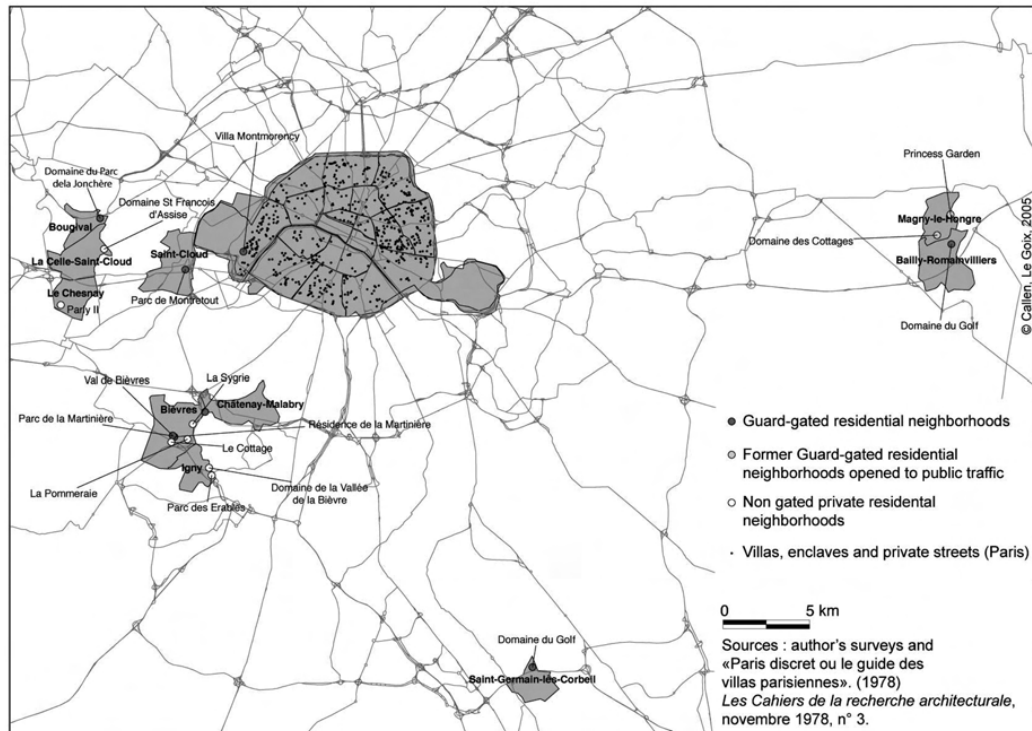 Villa Montmorency
Domaine du Parc
dela Jonchère
Domaine St François
d'Assise
Bougival
La Celle-Saint-Cloud
Saint-Cloud
Le Chesnay
Parly II
Parc de Montretout
Princess Garden
Magny-le-Hongre
Domaine des Cottages
Bailly-Romainvilliers
Domaine du Golf
Val de Bièvres
La Sygrie
Châtenay-Malabry
Bièvres
Parc de la Martinière
Résidence de la Martinière
Le Cottage
Igny
La Pommeraie
Domaine de la Vallée
de la Bièvre
Parc des Erables
Domaine du Golf
Saint-Germain-lès-Corbeil
Guard-gated residential neighborhoods
Former Guard-gated residential
neighborhoods opened to public traffic
Non gated private residental
neighborhoods
Villas, enclaves and private streets (Paris)
0 5 km
Sources : author's surveys and
«Paris discret ou le guide des
villas parisiennes». (1978)
Les Cahiers de la recherche architecturale,
novembre 1978, n° 3.
© Callen, Le Goix, 2005